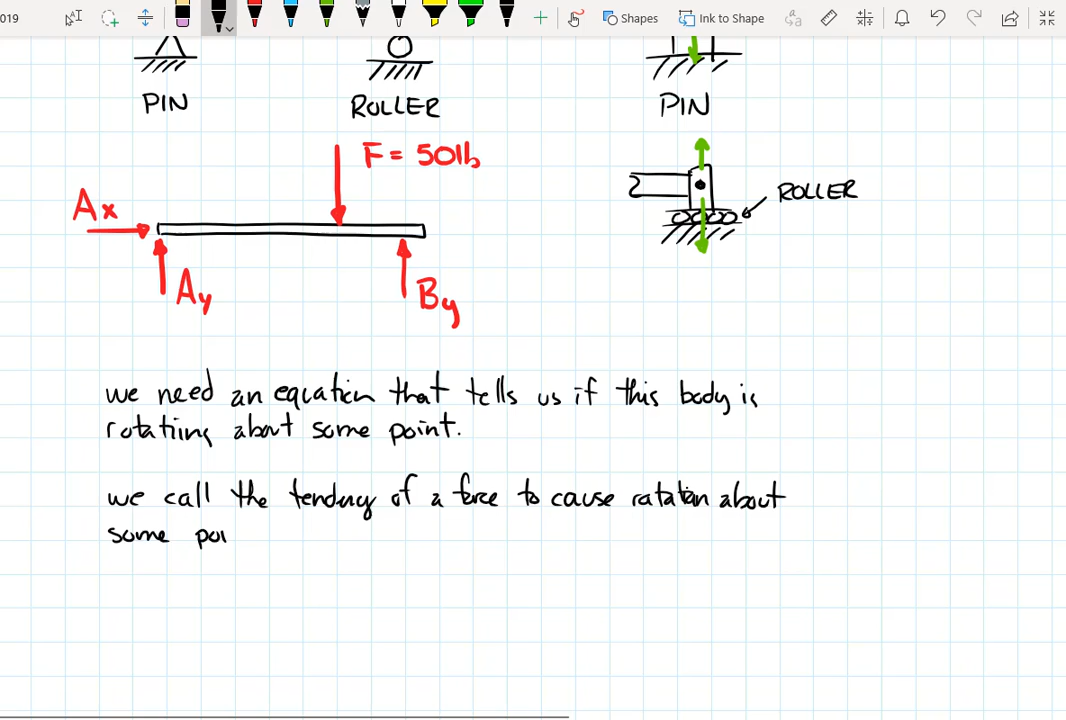 019
Shapes
Ink to Shape
PIN
ROLLER
PIN
F = 50lb
Ax
Ay
By
ROLLER
we need an equation that tells us if this body is
rotating about some point.
we call the tendency of a force to cause rotation about
some poi